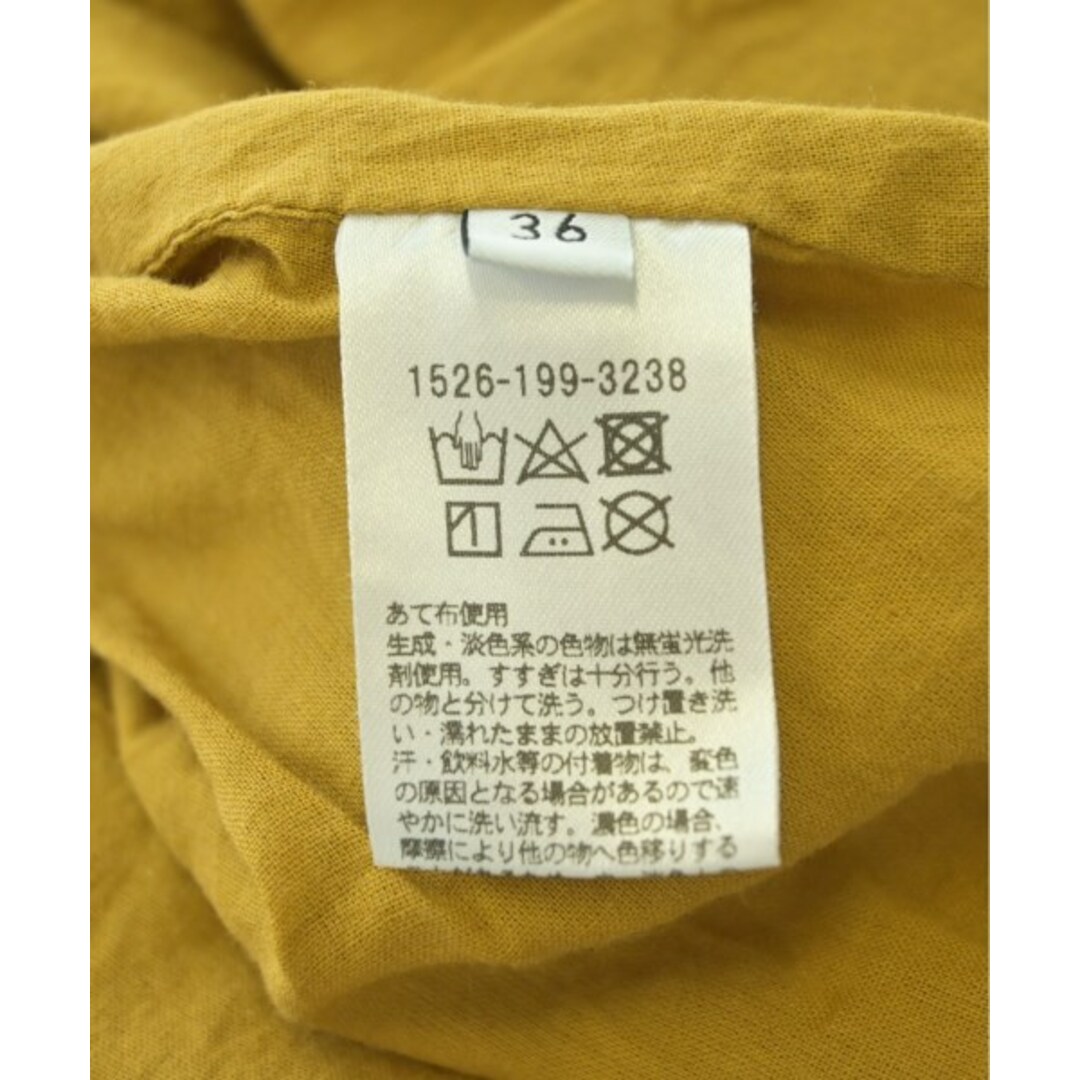 36
1526-199-3238
あて布使用
生成・淡色系の色物は無蛍光洗
剤使用。すすぎは十分行う。他
の物と分けて洗う。つけ置き洗
い・濡れたままの放置禁止。
汗・飲料水等の付着物は、変色
の原因となる場合があるので速
やかに洗い流す。濃色の場合、
摩擦により他の物へ色移りする